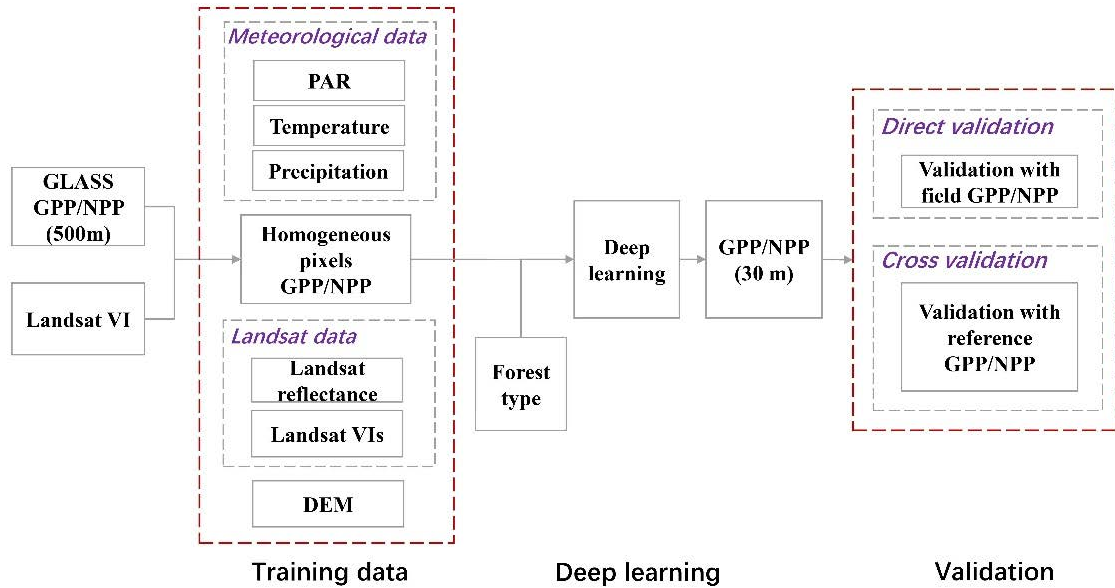 GLASS
GPP/NPP
(500m)
Landsat VI
Meteorological data
PAR
Temperature
Precipitation
Homogeneous
pixels
GPP/NPP
Landsat data
Landsat
reflectance
Landsat VIs
DEM
Training data
Forest
type
Deep
learning
GPP/NPP
(30 m)
Deep learning
Direct validation
Validation with
field GPP/NPP
Cross validation
Validation with
reference
GPP/NPP
Validation